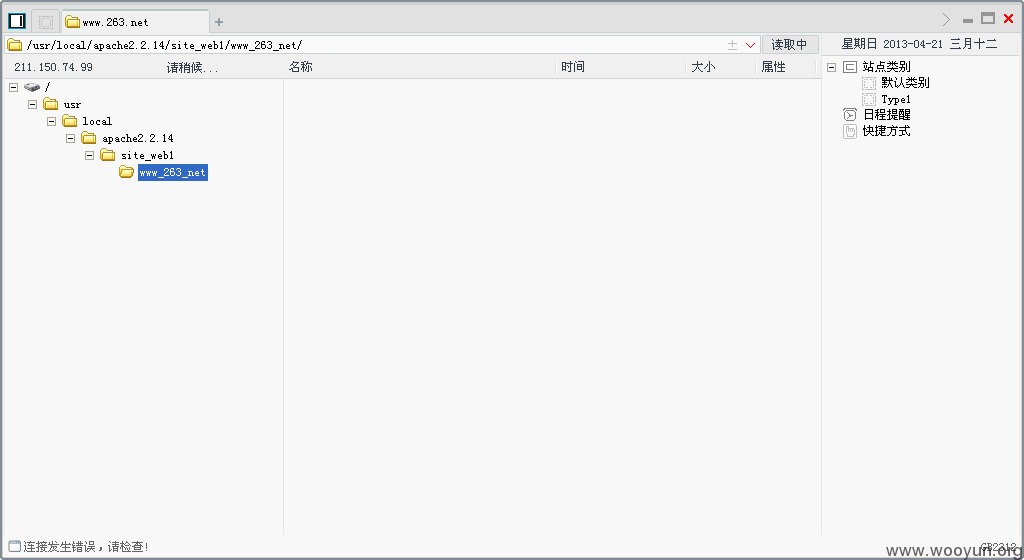 www.263.net
/usr/local/apache2.2.14/site_web1/www_263_net/
读取中
星期日 2013-04-21 三月十二
211.150.74.99 请稍候...
名称 时间 大小 属性
/
usr
local
apache2.2.14
site_web1
www_263_net
站点类别
默认类别
Type1
日程提醒
快捷方式
连接发生错误，请检查!
GB2312
www.wooyun.org